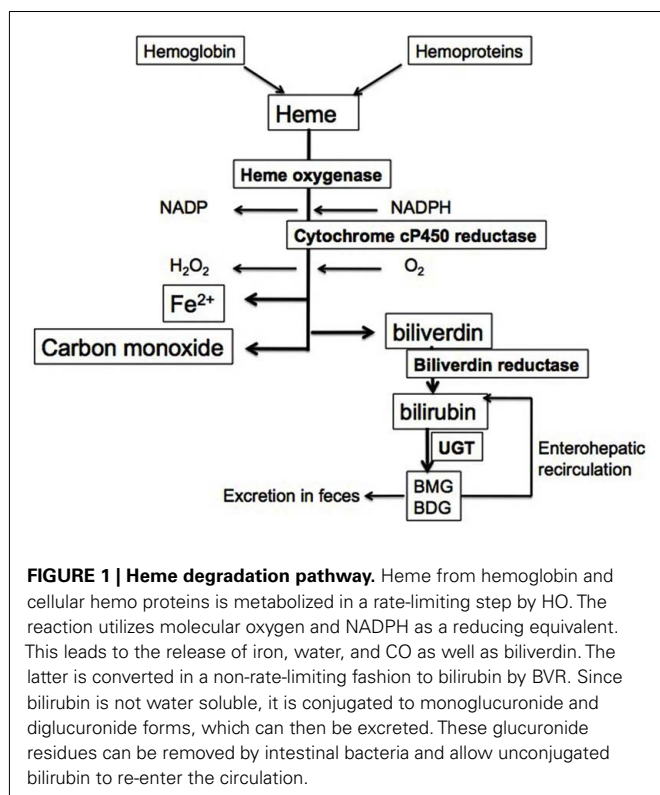 Hemoglobin
Hemoproteins
Heme
Heme oxygenase
NADP
NADPH
Cytochrome cP450 reductase
H₂O₂
O₂
Fe²⁺
Carbon monoxide
biliverdin
Biliverdin reductase
bilirubin
UGT
Enterohepatic
recirculation
BMG
BDG
Excretion in feces
FIGURE 1 | Heme degradation pathway. Heme from hemoglobin and
cellular hemo proteins is metabolized in a rate-limiting step by HO. The
reaction utilizes molecular oxygen and NADPH as a reducing equivalent.
This leads to the release of iron, water, and CO as well as biliverdin. The
latter is converted in a non-rate-limiting fashion to bilirubin by BVR. Since
bilirubin is not water soluble, it is conjugated to monoglucuronide and
diglucuronide forms, which can then be excreted. These glucuronide
residues can be removed by intestinal bacteria and allow unconjugated
bilirubin to re-enter the circulation.